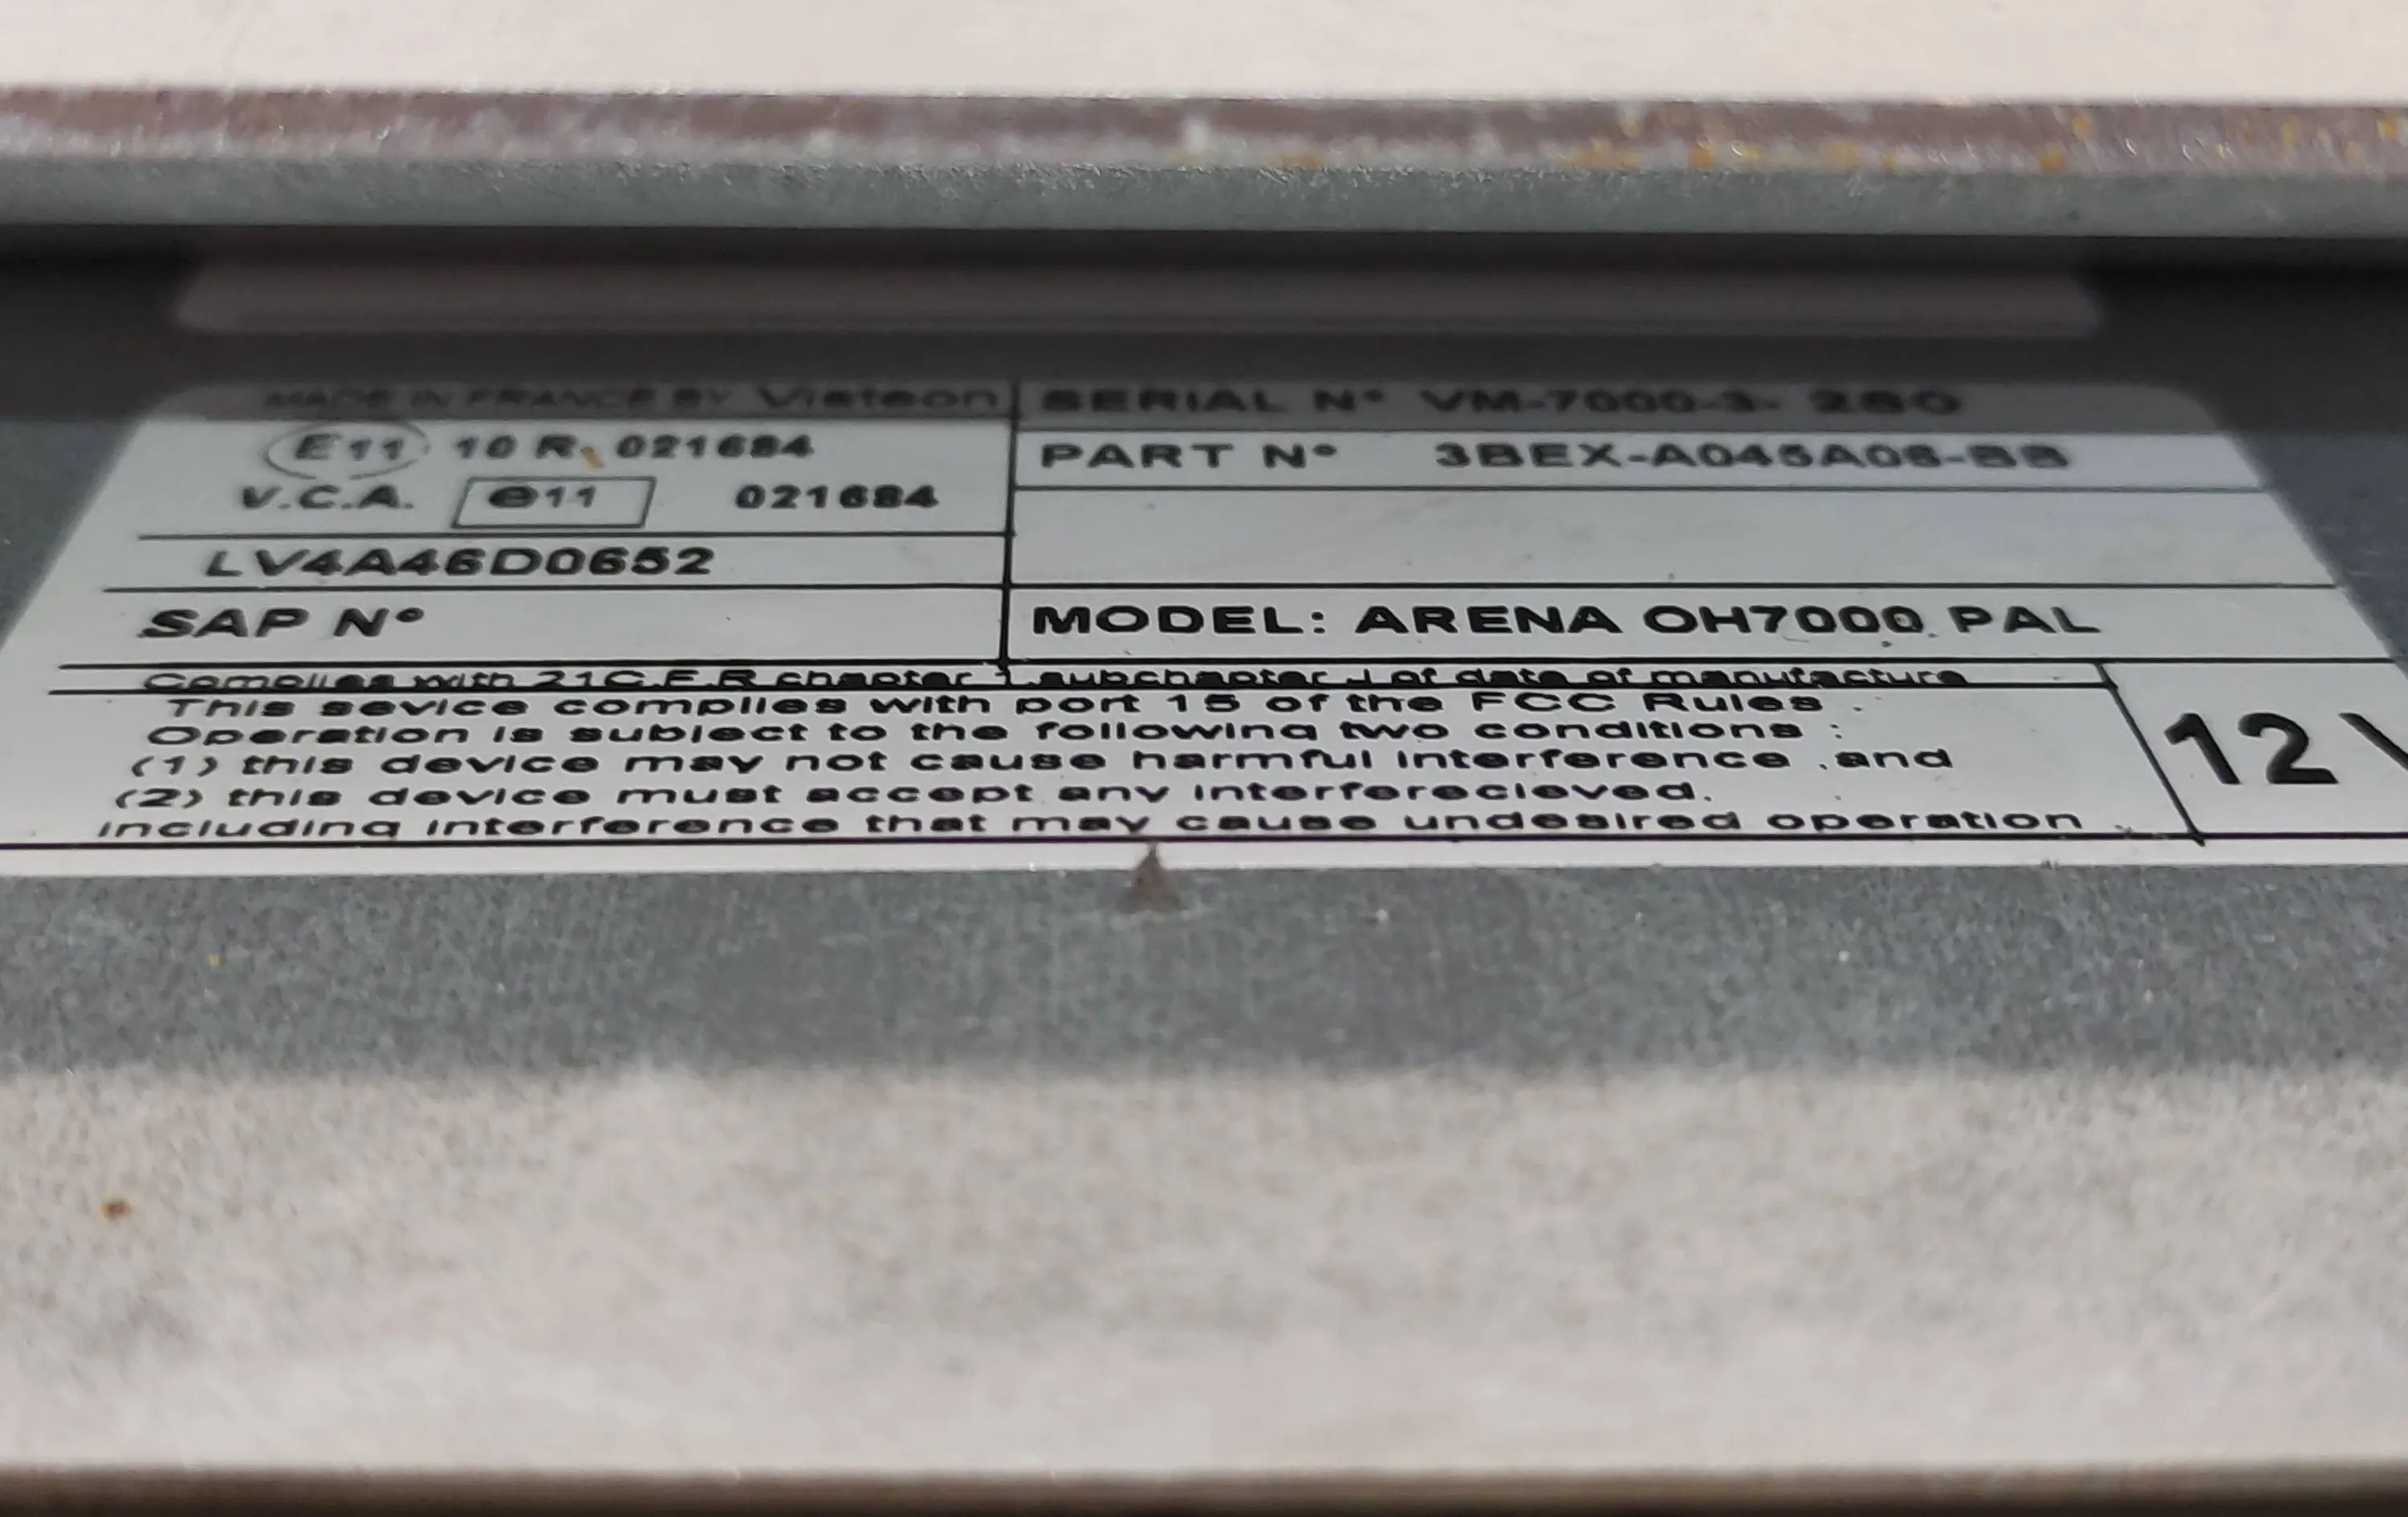 MADE IN FRANCE BY Visteon
E11 10 R 021684
V.C.A. e11 021684
LV4A46D0652
SAP N°
SERIAL N° VM-7000-3- 280
PART N° 3BEX-A045A06-BB
MODEL: ARENA OH7000 PAL
Complies with 21C.F.R chapter 1.subchapter J of date of manufacture
This sevice complies with port 15 of the FCC Rules .
Operation is subject to the following two conditions :
(1) this device may not cause harmful interference ,and
(2) this device must accept any interferecieved.
including interference that may cause undesired operation .
12 V